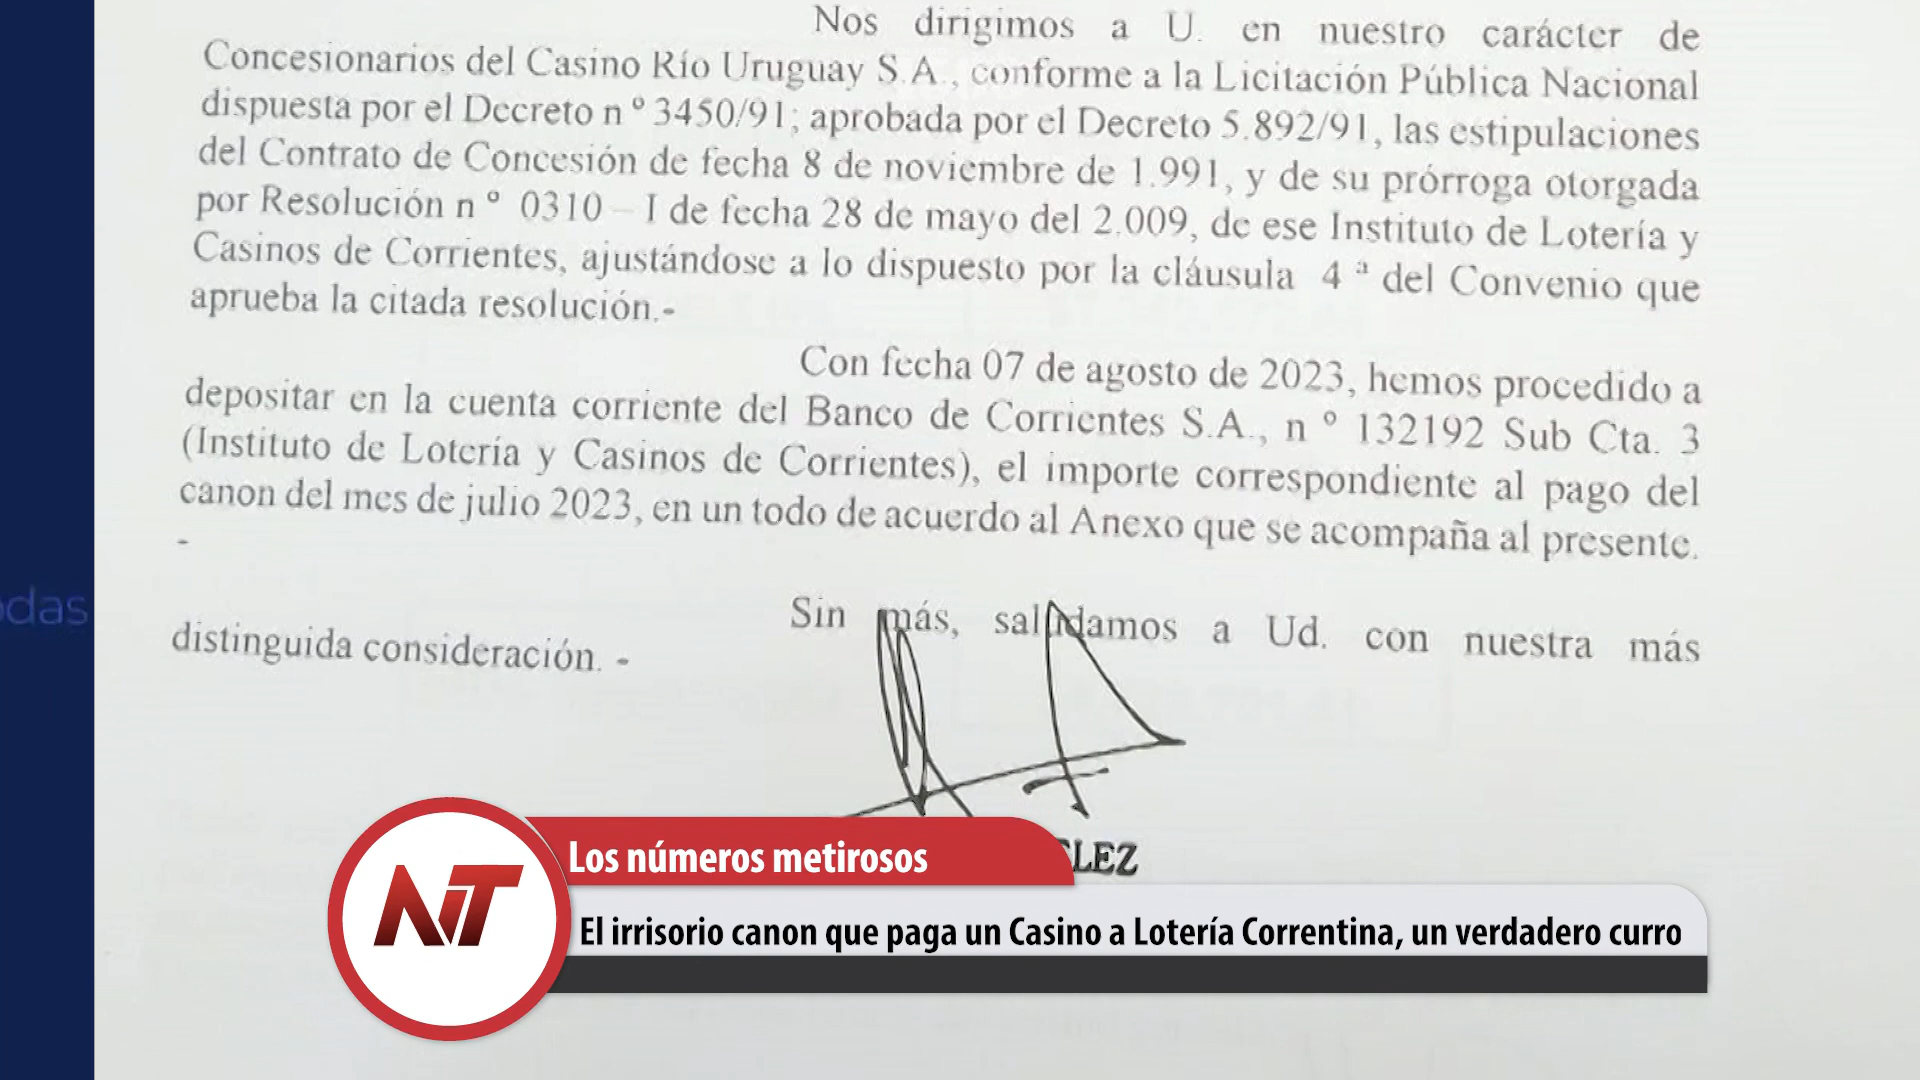 Nos dirigimos a U. en nuestro carácter de
Concesionarios del Casino Río Uruguay S.A., conforme a la Licitación Pública Nacional
dispuesta por el Decreto n º 3450/91; aprobada por el Decreto 5.892/91, las estipulaciones
del Contrato de Concesión de fecha 8 de noviembre de 1.991, y de su prórroga otorgada
por Resolución n º 0310 – I de fecha 28 de mayo del 2.009, de ese Instituto de Lotería y
Casinos de Corrientes, ajustándose a lo dispuesto por la cláusula 4 ª del Convenio que
aprueba la citada resolución.-
Con fecha 07 de agosto de 2023, hemos procedido a
depositar en la cuenta corriente del Banco de Corrientes S.A., n º 132192 Sub Cta. 3
(Instituto de Lotería y Casinos de Corrientes), el importe correspondiente al pago del
canon del mes de julio 2023, en un todo de acuerdo al Anexo que se acompaña al presente.
-
odas
Sin más, saludamos a Ud. con nuestra más
distinguida consideración. -
LEZ
NiT
Los números metirosos
El irrisorio canon que paga un Casino a Lotería Correntina, un verdadero curro